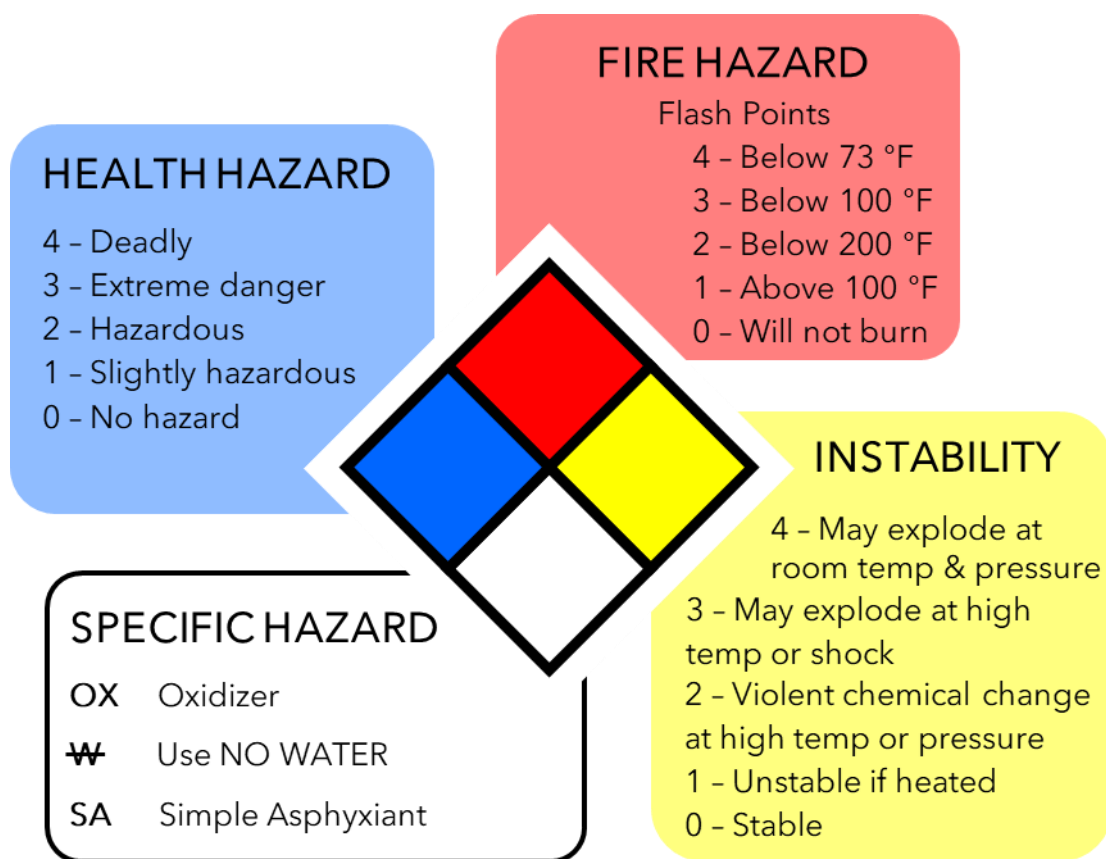 FIRE HAZARD
Flash Points
4 – Below 73 °F
3 – Below 100 °F
2 – Below 200 °F
1 – Above 100 °F
0 – Will not burn
HEALTH HAZARD
4 – Deadly
3 – Extreme danger
2 – Hazardous
1 – Slightly hazardous
0 – No hazard
INSTABILITY
4 – May explode at
room temp & pressure
3 – May explode at high
temp or shock
2 – Violent chemical change
at high temp or pressure
1 – Unstable if heated
0 – Stable
SPECIFIC HAZARD
OX Oxidizer
W̶ Use NO WATER
SA Simple Asphyxiant